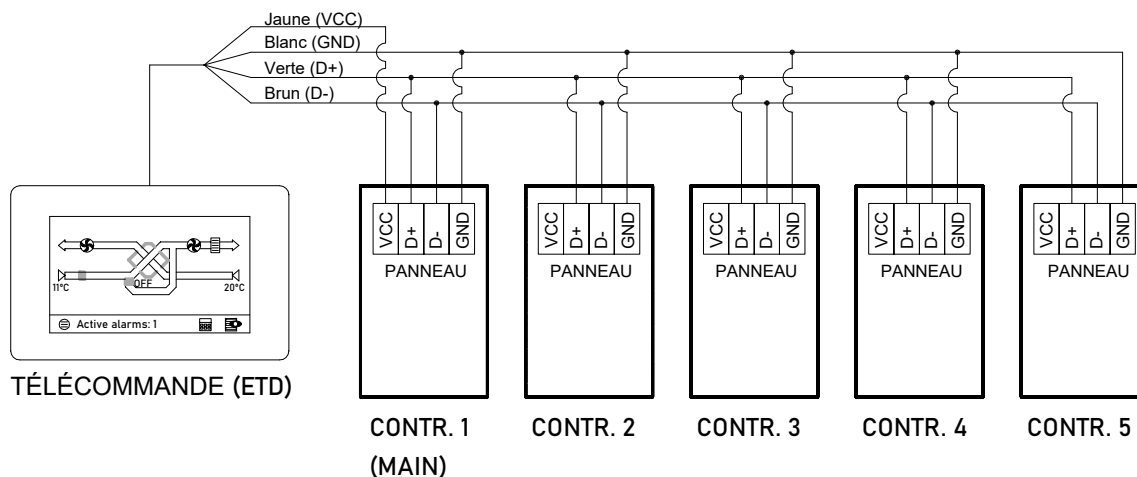 Jaune (VCC)
Blanc (GND)
Verte (D+)
Brun (D-)
VCC D+ D- GND
PANNEAU
VCC D+ D- GND
PANNEAU
VCC D+ D- GND
PANNEAU
VCC D+ D- GND
PANNEAU
VCC D+ D- GND
PANNEAU
11°C
OFF
20°C
Active alarms: 1
TÉLÉCOMMANDE (ETD)
CONTR. 1
(MAIN)
CONTR. 2
CONTR. 3
CONTR. 4
CONTR. 5